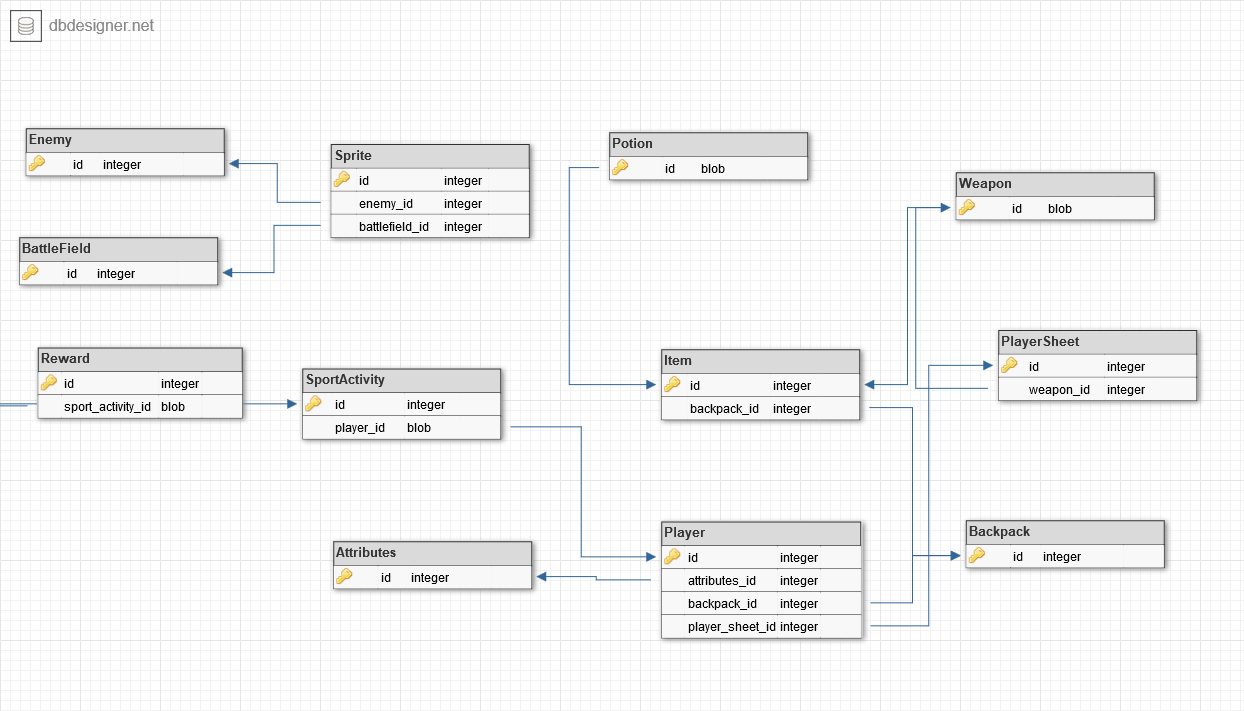 dbdesigner.net
Enemy
id integer
Sprite
id integer
enemy_id integer
battlefield_id integer
Potion
id blob
Weapon
id blob
BattleField
id integer
Reward
id integer
sport_activity_id blob
SportActivity
id integer
player_id blob
Item
id integer
backpack_id integer
PlayerSheet
id integer
weapon_id integer
Attributes
id integer
Player
id integer
attributes_id integer
backpack_id integer
player_sheet_id integer
Backpack
id integer